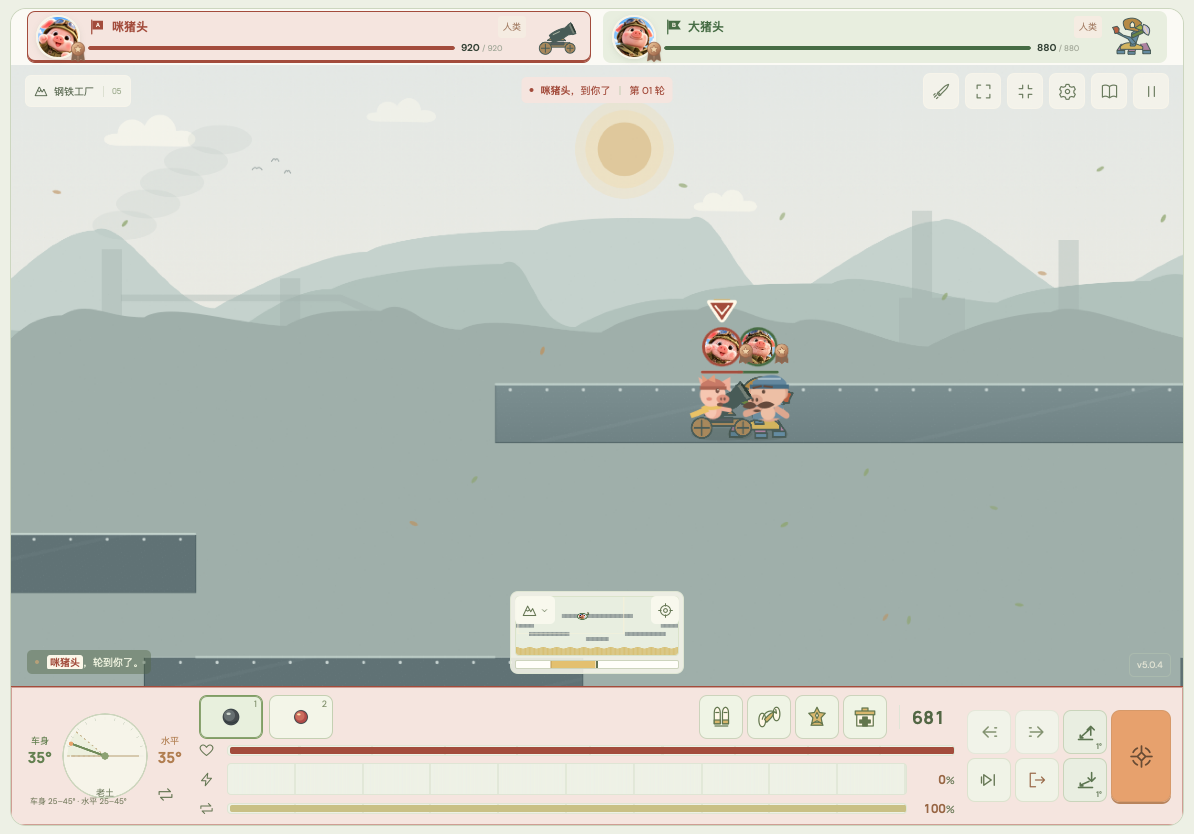 A 咪猪头
人类
920 / 920
B 大猪头
人类
880 / 880
钢铁工厂 05
咪猪头，到你了 第 01 轮
咪猪头，轮到你了。
v5.0.4
1
2
681
车身
35°
水平
35°
老土
车身 25–45° · 水平 25–45°
0%
100%
1°
1°